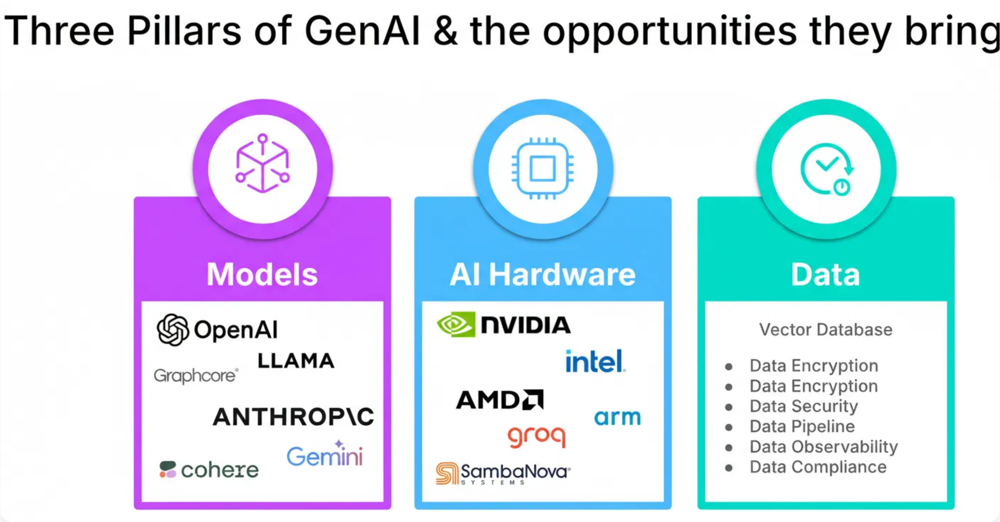 Three Pillars of GenAI & the opportunities they bring
Models
OpenAI
LLAMA
Graphcore®
ANTHROP\C
Gemini
cohere
AI Hardware
NVIDIA
intel.
AMD
arm
groq
SambaNova®
SYSTEMS
Data
Vector Database
● Data Encryption
● Data Encryption
● Data Security
● Data Pipeline
● Data Observability
● Data Compliance